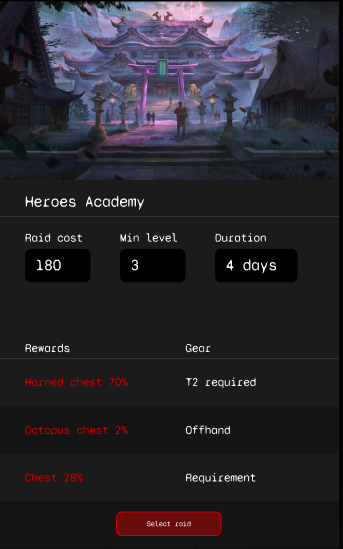 Heroes Academy
Raid cost Min level Duration
180 3 4 days
Rewards Gear
Horned chest 70% T2 required
Octopus chest 2% Offhand
Chest 28% Requirement
Select raid